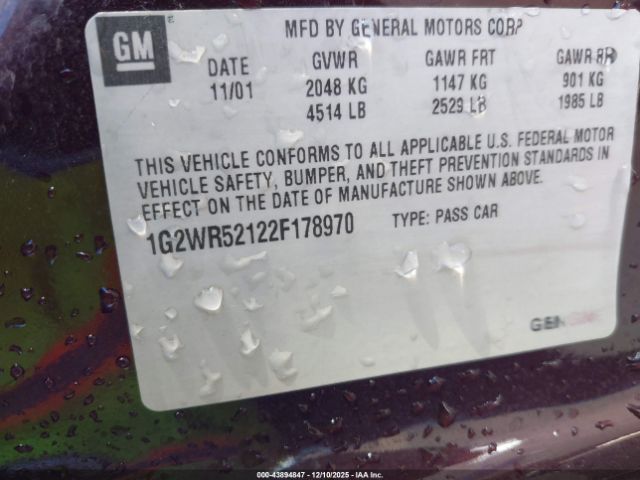 GM
MFD BY GENERAL MOTORS CORP
DATE GVWR GAWR FRT GAWR RR
11/01 2048 KG 1147 KG 901 KG
4514 LB 2529 LB 1985 LB
THIS VEHICLE CONFORMS TO ALL APPLICABLE U.S. FEDERAL MOTOR
VEHICLE SAFETY, BUMPER, AND THEFT PREVENTION STANDARDS IN
EFFECT ON THE DATE OF MANUFACTURE SHOWN ABOVE.
1G2WR52122F178970 TYPE: PASS CAR
000-43894847 - 12/10/2025 - IAA Inc.